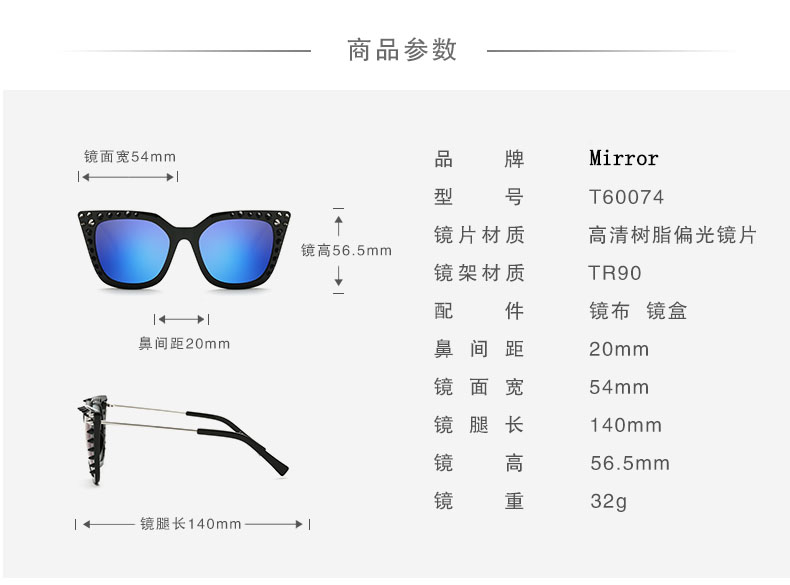 商品参数
镜面宽54mm
镜高56.5mm
鼻间距20mm
镜腿长140mm
品牌 Mirror
型号 T60074
镜片材质 高清树脂偏光镜片
镜架材质 TR90
配件 镜布 镜盒
鼻间距 20mm
镜面宽 54mm
镜腿长 140mm
镜高 56.5mm
镜重 32g